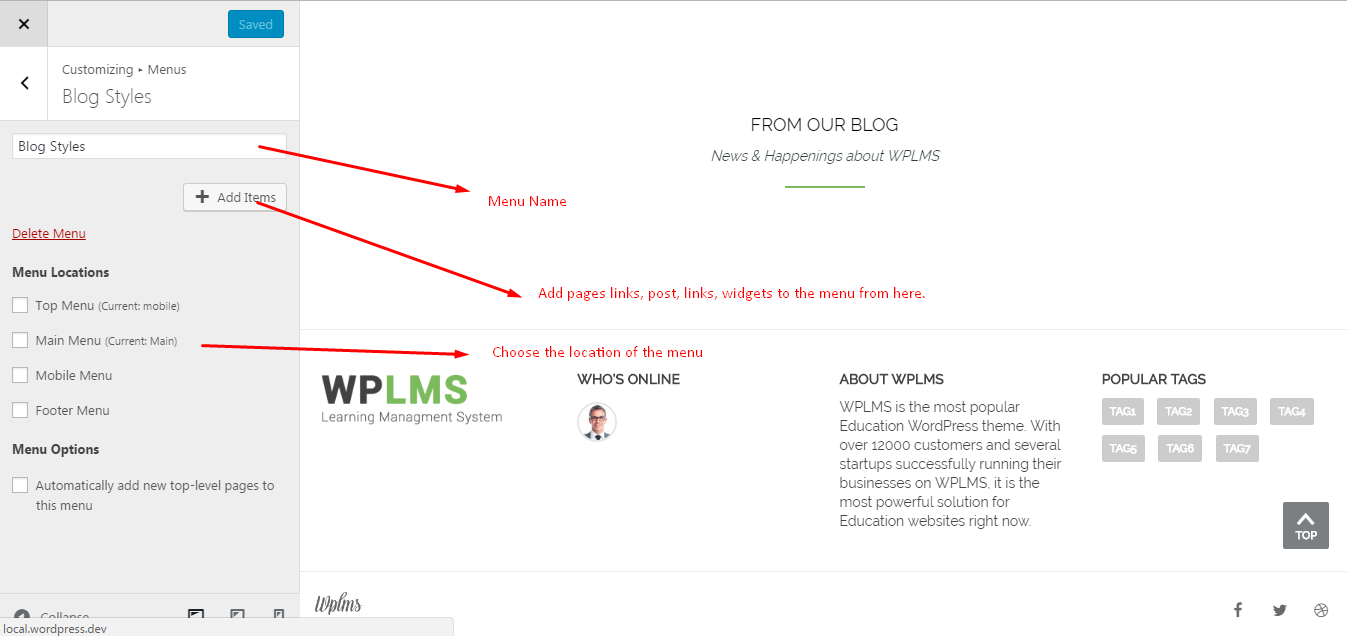 Saved
Customizing ▸ Menus
Blog Styles
Blog Styles
Add Items
Delete Menu
Menu Locations
Top Menu (Current: mobile)
Main Menu (Current: Main)
Mobile Menu
Footer Menu
Menu Options
Automatically add new top-level pages to
this menu
Collapse
local.wordpress.dev
FROM OUR BLOG
News & Happenings about WPLMS
Menu Name
Add pages links, post, links, widgets to the menu from here.
Choose the location of the menu
WPLMS
Learning Managment System
WHO'S ONLINE
ABOUT WPLMS
WPLMS is the most popular
Education WordPress theme. With
over 12000 customers and several
startups successfully running their
businesses on WPLMS, it is the
most powerful solution for
Education websites right now.
POPULAR TAGS
TAG1 TAG2 TAG3 TAG4
TAG5 TAG6 TAG7
TOP
Wplms